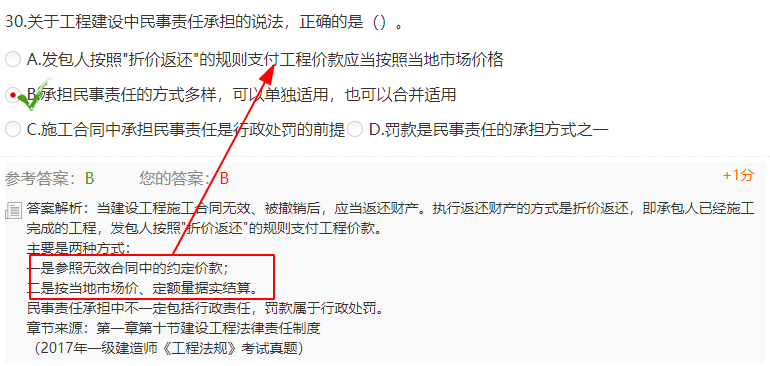 30.关于工程建设中民事责任承担的说法，正确的是（）。
A.发包人按照"折价返还"的规则支付工程价款应当按照当地市场价格
B.承担民事责任的方式多样，可以单独适用，也可以合并适用
C.施工合同中承担民事责任是行政处罚的前提 D.罚款是民事责任的承担方式之一
参考答案：B 您的答案：B +1分
答案解析：当建设工程施工合同无效、被撤销后，应当返还财产。执行返还财产的方式是折价返还，即承包人已经施工
完成的工程，发包人按照"折价返还"的规则支付工程价款。
主要是两种方式：
一是参照无效合同中的约定价款；
二是按当地市场价、定额量据实结算。
民事责任承担中不一定包括行政责任，罚款属于行政处罚。
章节来源：第一章第十节建设工程法律责任制度
（2017年一级建造师《工程法规》考试真题）